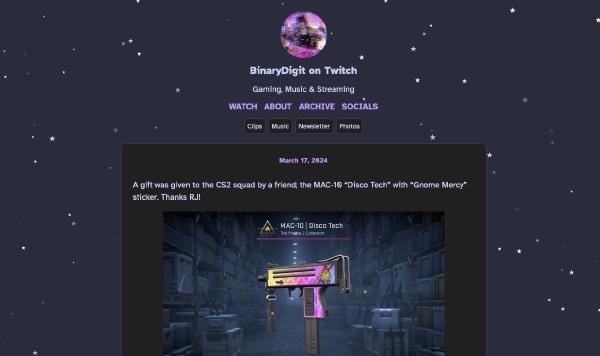 BinaryDigit on Twitch
Gaming, Music & Streaming
WATCH ABOUT ARCHIVE SOCIALS
Clips Music Newsletter Photos
March 17, 2024
A gift was given to the CS2 squad by a friend; the MAC-10 “Disco Tech” with “Gnome Mercy”
sticker. Thanks RJ!
MAC-10 | Disco Tech
The Prisma 2 Collection